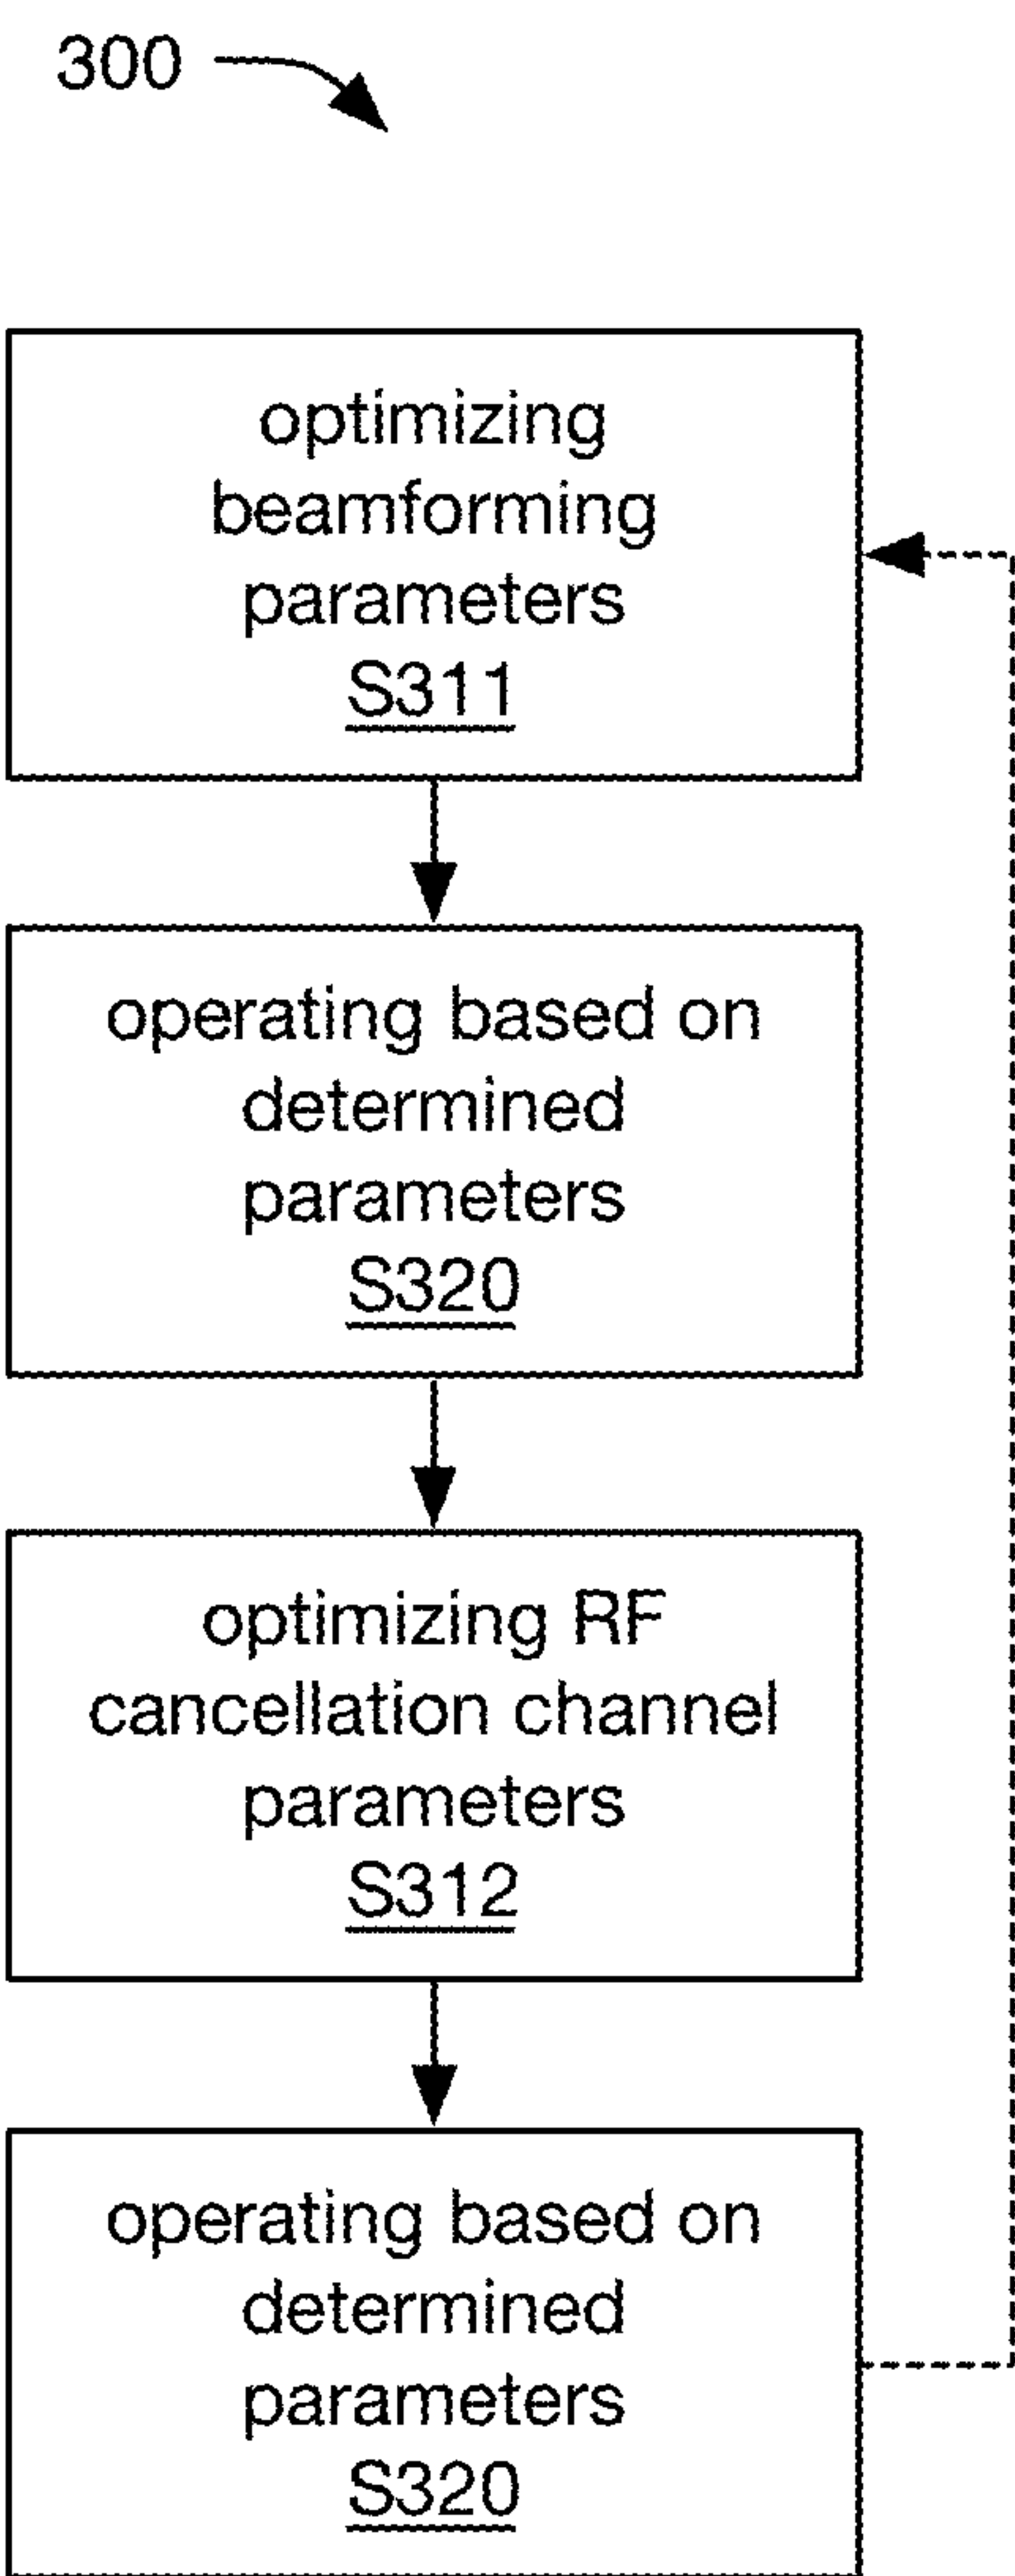 300
optimizing
beamforming
parameters
S311
operating based on
determined
parameters
S320
optimizing RF
cancellation channel
parameters
S312
operating based on
determined
parameters
S320